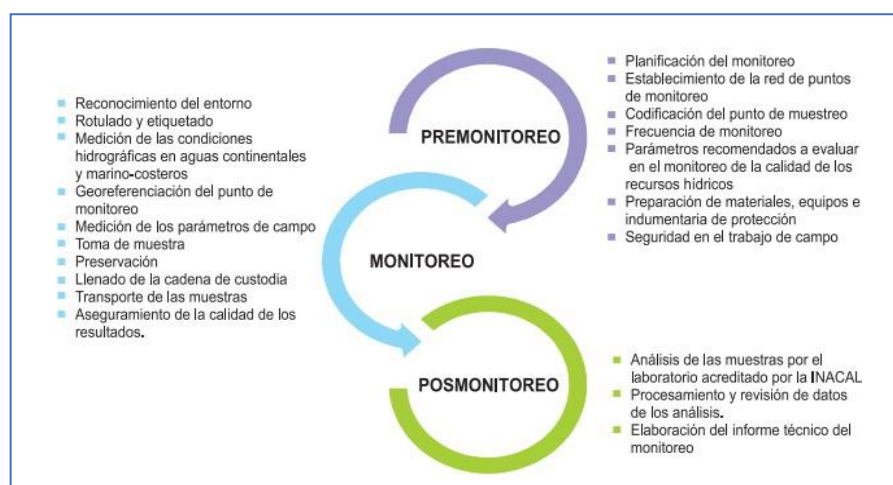 PREMONITOREO
Planificación del monitoreo
Establecimiento de la red de puntos
de monitoreo
Codificación del punto de muestreo
Frecuencia de monitoreo
Parámetros recomendados a evaluar
en el monitoreo de la calidad de los
recursos hídricos
Preparación de materiales, equipos e
indumentaria de protección
Seguridad en el trabajo de campo
Reconocimiento del entorno
Rotulado y etiquetado
Medición de las condiciones
hidrográficas en aguas continentales
y marino-costeros
Georeferenciación del punto de
monitoreo
Medición de los parámetros de campo
Toma de muestra
Preservación
Llenado de la cadena de custodia
Transporte de las muestras
Aseguramiento de la calidad de los
resultados.
MONITOREO
POSMONITOREO
Análisis de las muestras por el
laboratorio acreditado por la INACAL
Procesamiento y revisión de datos
de los análisis.
Elaboración del informe técnico del
monitoreo